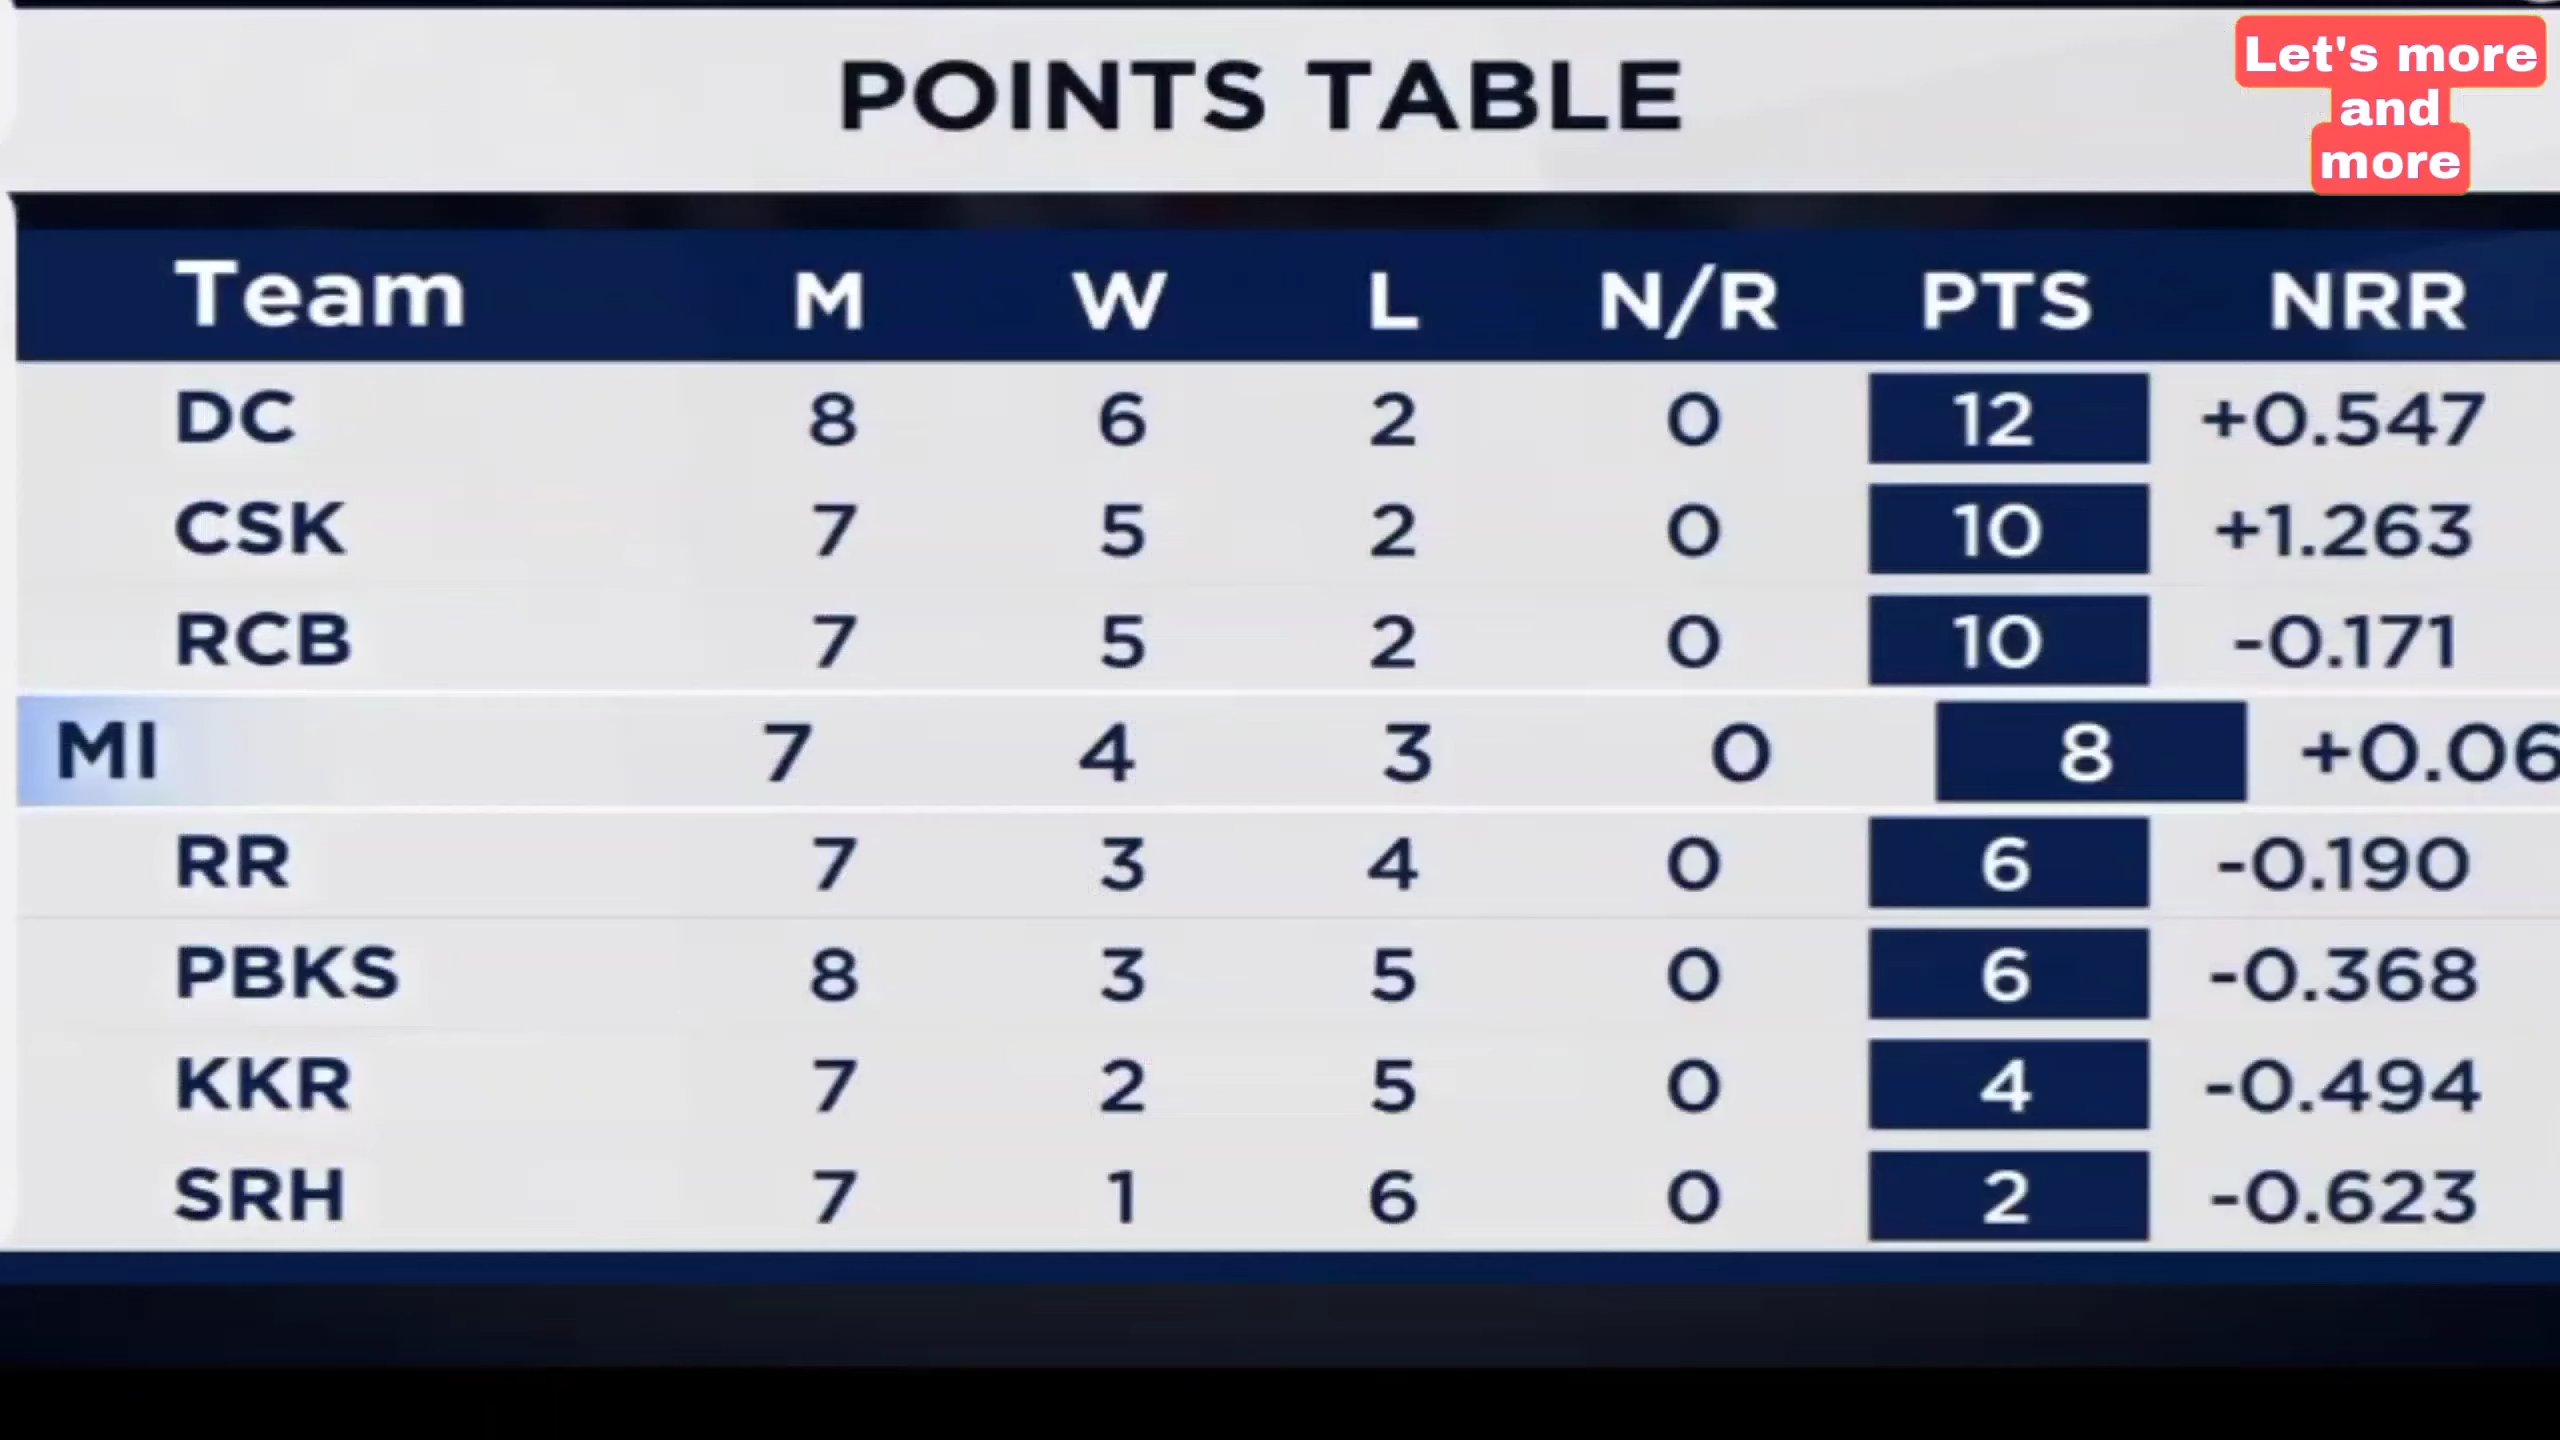 POINTS TABLE
Let's more
and
more
Team M W L N/R PTS NRR
DC 8 6 2 0 12 +0.547
CSK 7 5 2 0 10 +1.263
RCB 7 5 2 0 10 -0.171
MI 7 4 3 0 8 +0.06
RR 7 3 4 0 6 -0.190
PBKS 8 3 5 0 6 -0.368
KKR 7 2 5 0 4 -0.494
SRH 7 1 6 0 2 -0.623